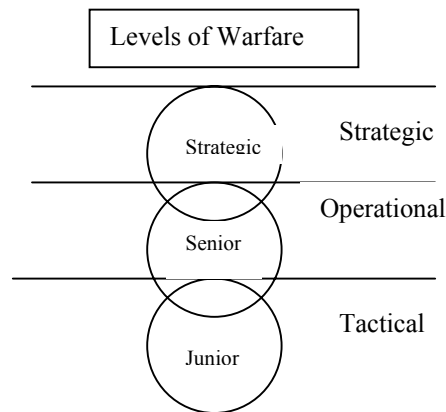 Levels of Warfare
Strategic
Strategic
Operational
Senior
Tactical
Junior